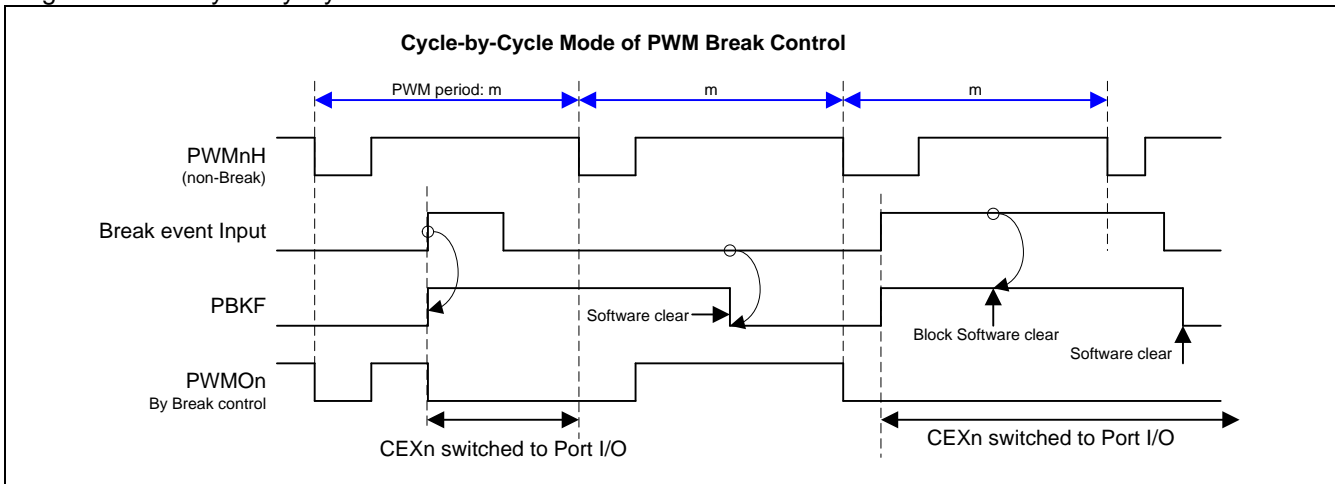 Cycle-by-Cycle Mode of PWM Break Control
PWM period: m
m
m
PWMnH
(non-Break)
Break event Input
PBKF
Software clear
Block Software clear
Software clear
PWMOn
By Break control
CEXn switched to Port I/O
CEXn switched to Port I/O